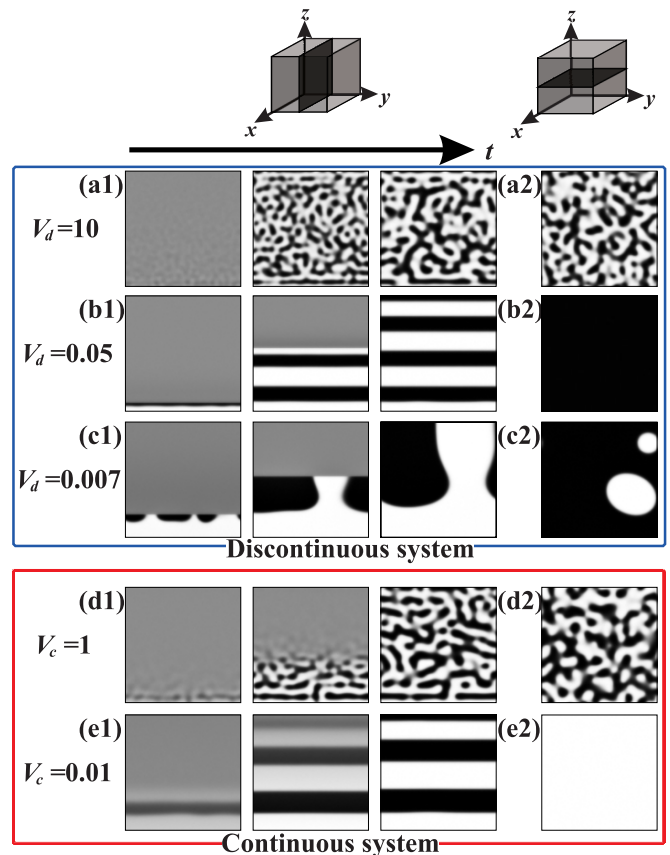 z
z
y
x
y
x
t
(a1)
(a2)
V_d=10
(b1)
(b2)
V_d=0.05
(c1)
(c2)
V_d=0.007
Discontinuous system
(d1)
(d2)
V_c=1
(e1)
(e2)
V_c=0.01
Continuous system